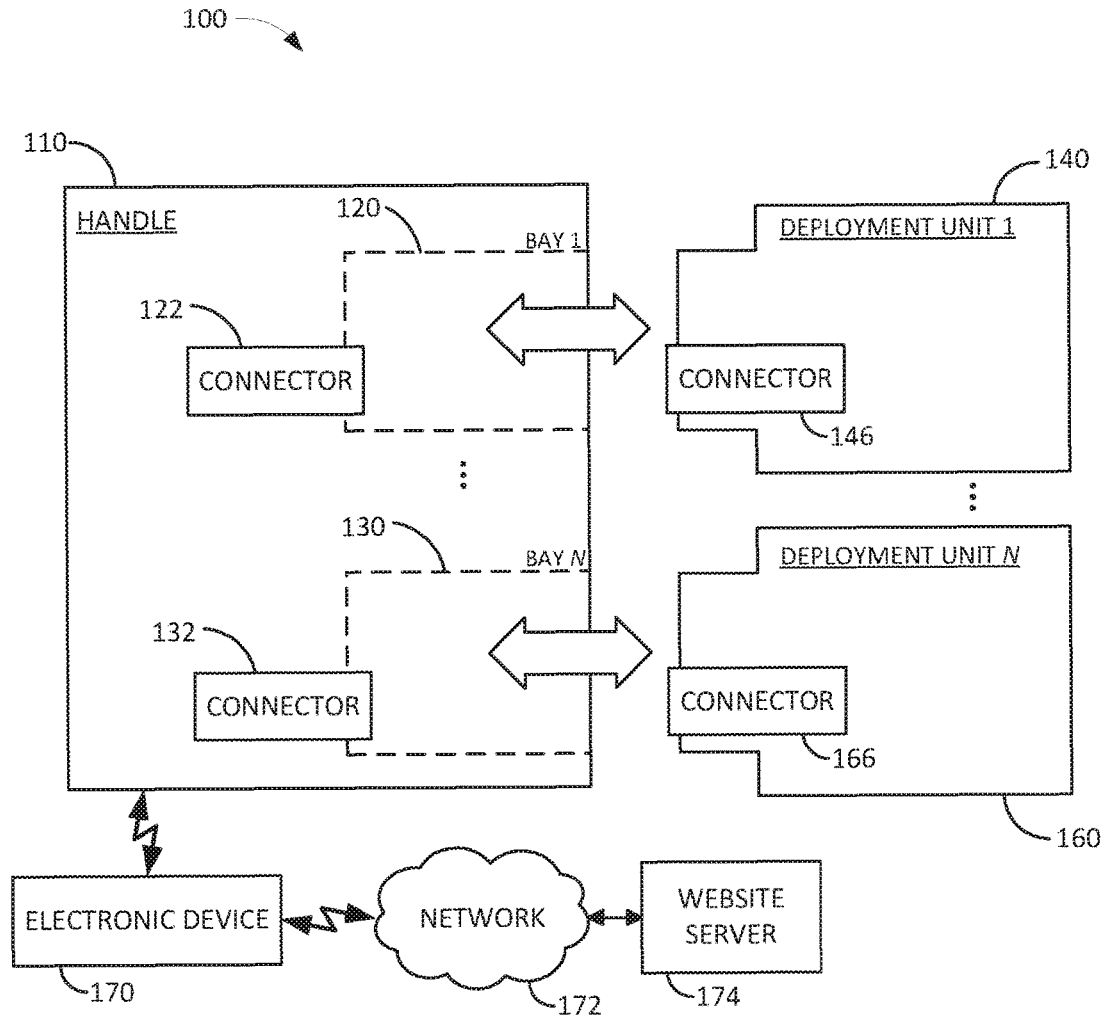 100
110
140
HANDLE
120
BAY 1
DEPLOYMENT UNIT 1
122
CONNECTOR
CONNECTOR
146
130
BAY N
DEPLOYMENT UNIT N
132
CONNECTOR
CONNECTOR
166
160
ELECTRONIC DEVICE
NETWORK
WEBSITE
SERVER
170
172
174